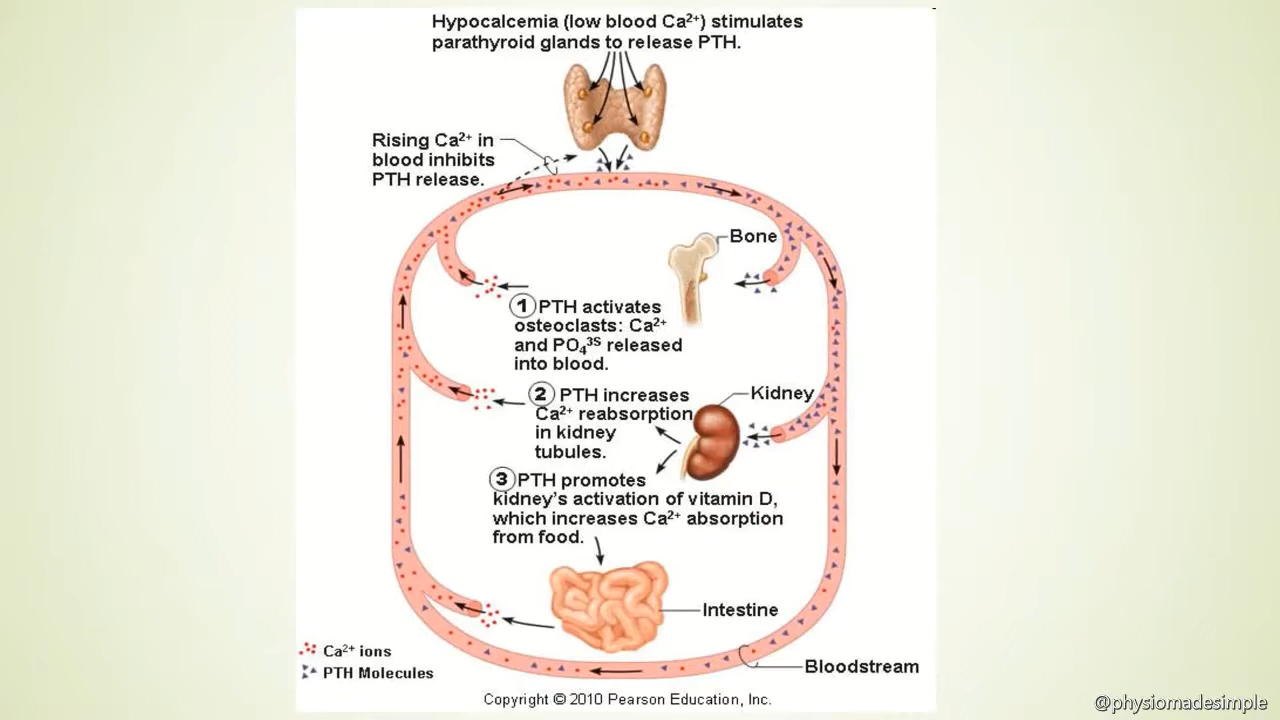 Hypocalcemia (low blood Ca²⁺) stimulates
parathyroid glands to release PTH.
Rising Ca²⁺ in
blood inhibits
PTH release.
Bone
① PTH activates
osteoclasts: Ca²⁺
and PO₄³ˢ released
into blood.
② PTH increases
Ca²⁺ reabsorption
in kidney
tubules.
Kidney
③ PTH promotes
kidney's activation of vitamin D,
which increases Ca²⁺ absorption
from food.
Intestine
Ca²⁺ ions
PTH Molecules
Bloodstream
Copyright © 2010 Pearson Education, Inc.
@physiomadesimple